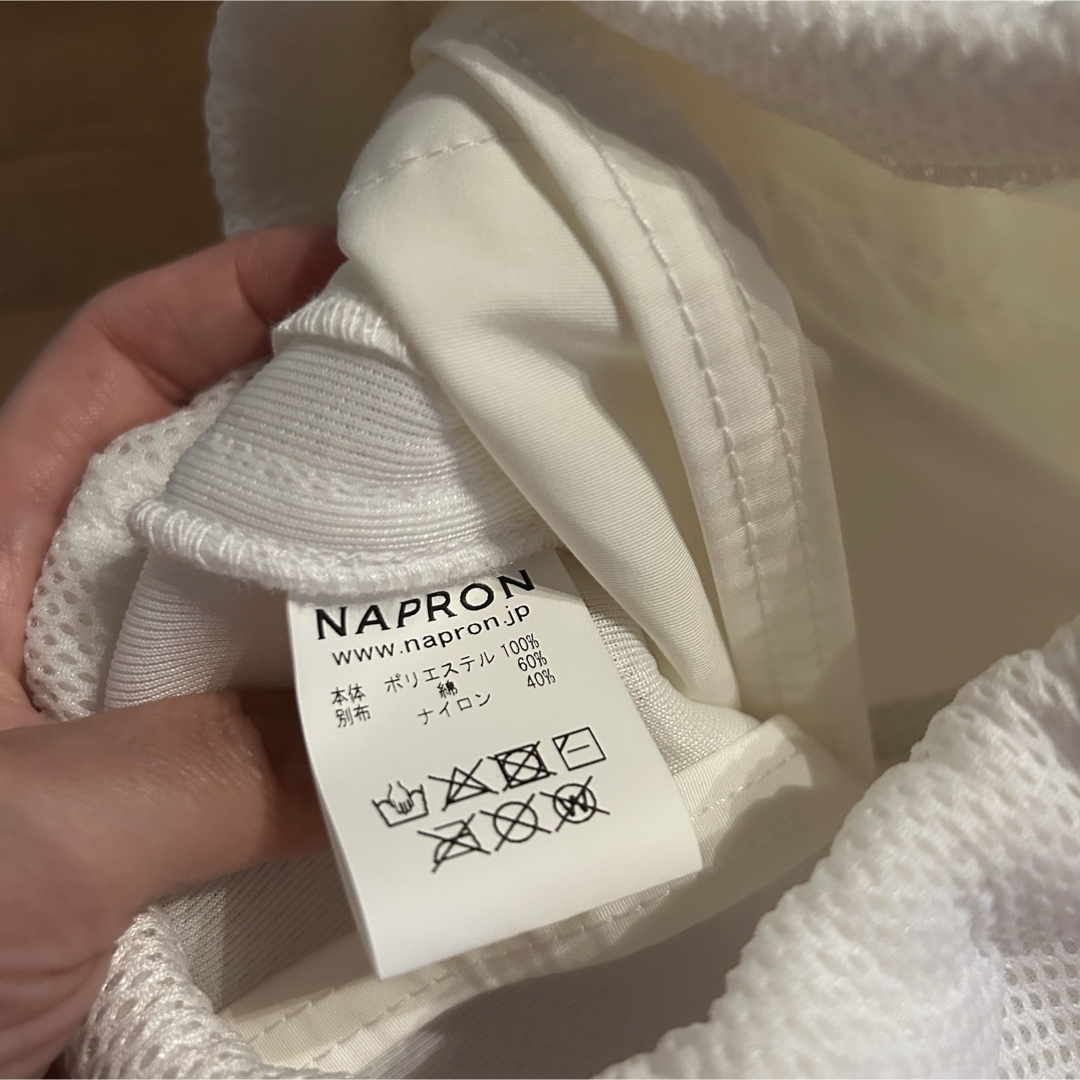 NAPRON
www.napron.jp
本体 ポリエステル 100%
綿 60%
別布 ナイロン 40%